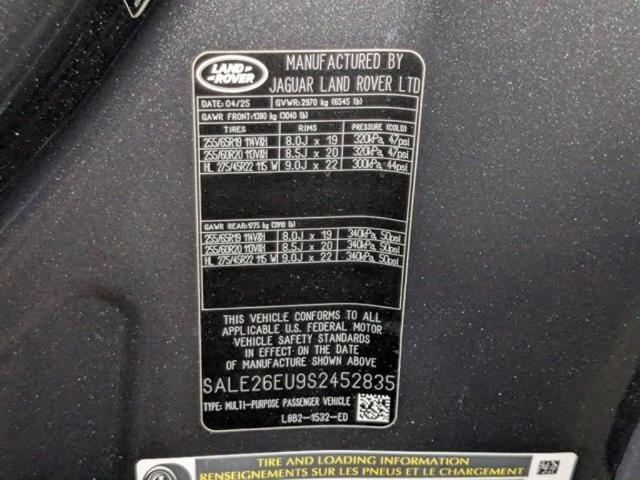 LAND
ROVER
MANUFACTURED BY
JAGUAR LAND ROVER LTD
DATE: 04/25 GVWR: 2970 kg (6545 lb)
GAWR FRONT: 1380 kg (3040 lb)
TIRES RIMS PRESSURE (COLD)
255/65R19 114V&H 8.0J x 19 320kPa, 47psi
255/60R20 113V&H 8.5J x 20 320kPa, 47psi
HL 275/45R22 115 W 9.0J x 22 300kPa, 44psi
GAWR REAR: 1775 kg (3910 lb)
255/65R19 114V&H 8.0J x 19 340kPa, 50psi
255/60R20 113V&H 8.5J x 20 340kPa, 50psi
HL 275/45R22 115 W 9.0J x 22 340kPa, 50psi
THIS VEHICLE CONFORMS TO ALL
APPLICABLE U.S. FEDERAL MOTOR
VEHICLE SAFETY STANDARDS
IN EFFECT ON THE DATE OF
MANUFACTURE SHOWN ABOVE
SALE26EU9S2452835
TYPE: MULTI-PURPOSE PASSENGER VEHICLE
L8B2-1532-ED
TIRE AND LOADING INFORMATION
RENSEIGNEMENTS SUR LES PNEUS ET LE CHARGEMENT